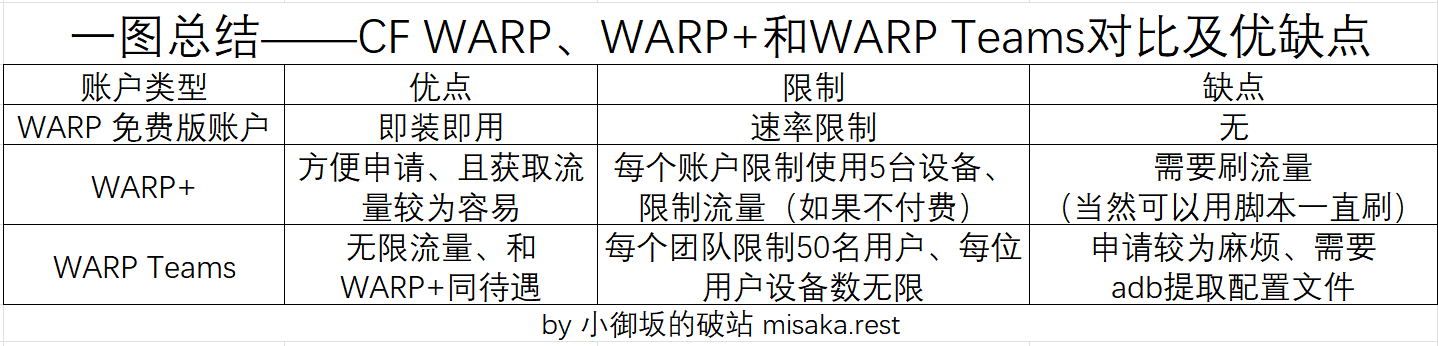 一图总结——CF WARP、WARP+和WARP Teams对比及优缺点
账户类型 优点 限制 缺点
WARP 免费版账户 即装即用 速率限制 无
WARP+ 方便申请、且获取流量较为容易 每个账户限制使用5台设备、限制流量（如果不付费） 需要刷流量（当然可以用脚本一直刷）
WARP Teams 无限流量、和WARP+同待遇 每个团队限制50名用户、每位用户设备数无限 申请较为麻烦、需要adb提取配置文件
by 小御坂的破站 misaka.rest